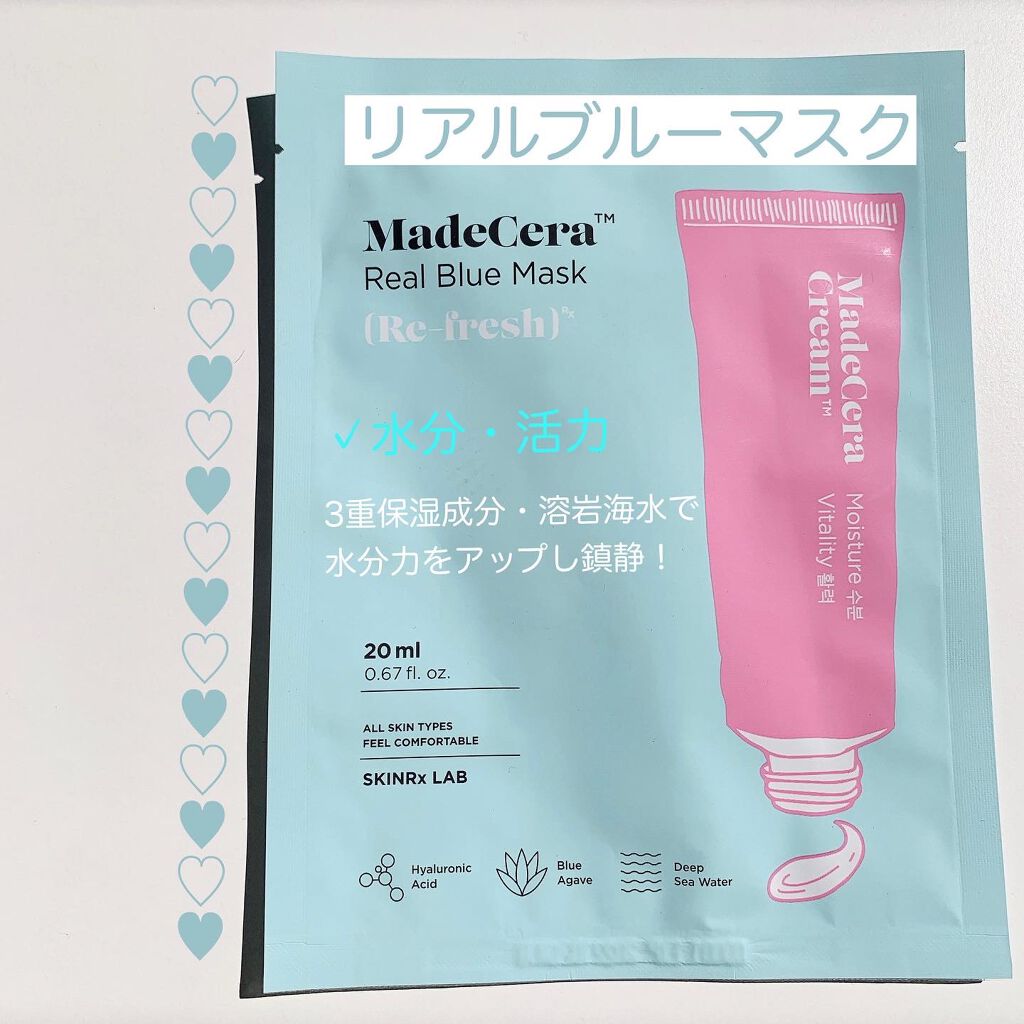 リアルブルーマスク
MadeCera™
Real Blue Mask
(Re-fresh)Rx
✓水分・活力
3重保湿成分・溶岩海水で
水分力をアップし鎮静！
20 ml
0.67 fl. oz.
ALL SKIN TYPES
FEEL COMFORTABLE
SKINRx LAB
Hyaluronic
Acid
Blue
Agave
Deep
Sea Water
MadeCera
Cream™
Moisture 수분
Vitality 활력